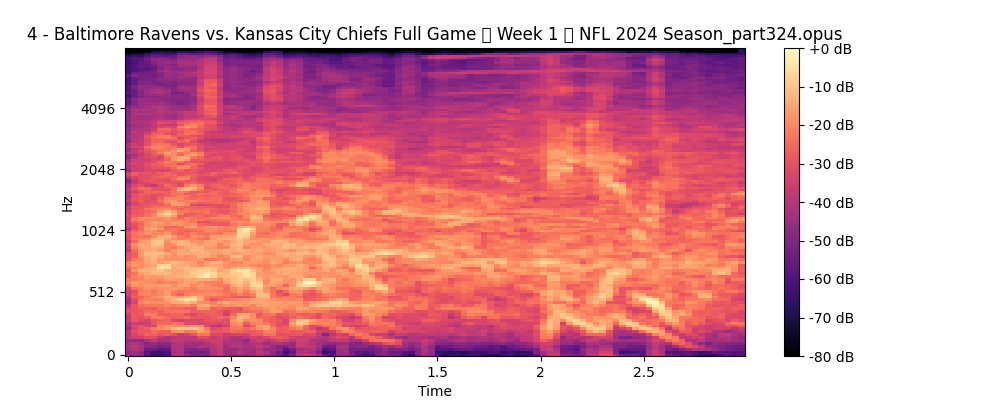 4 - Baltimore Ravens vs. Kansas City Chiefs Full Game ▯ Week 1 ▯ NFL 2024 Season_part324.opus
+0 dB
-10 dB
-20 dB
-30 dB
-40 dB
-50 dB
-60 dB
-70 dB
-80 dB
4096
2048
1024
512
0
Hz
0
0.5
1
1.5
2
2.5
Time